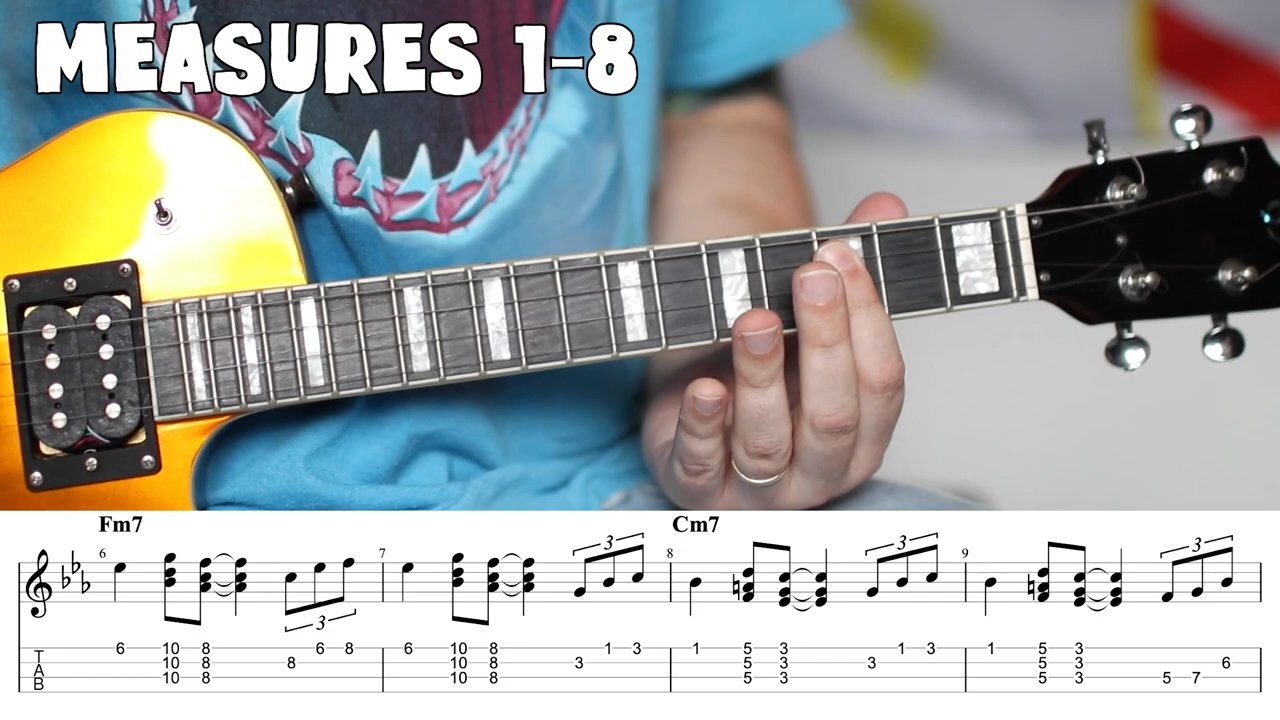 MEASURES 1-8
Fm7 Cm7
6 7 8 9
3 3 3 3
6 10 8 6 8 6 10 8 1 3 1 5 3 1 3 1 5 3
T 10 8 8 10 8 3 5 3 3 5 3 6
A 10 8 10 8 5 3 5 3 5 7
B